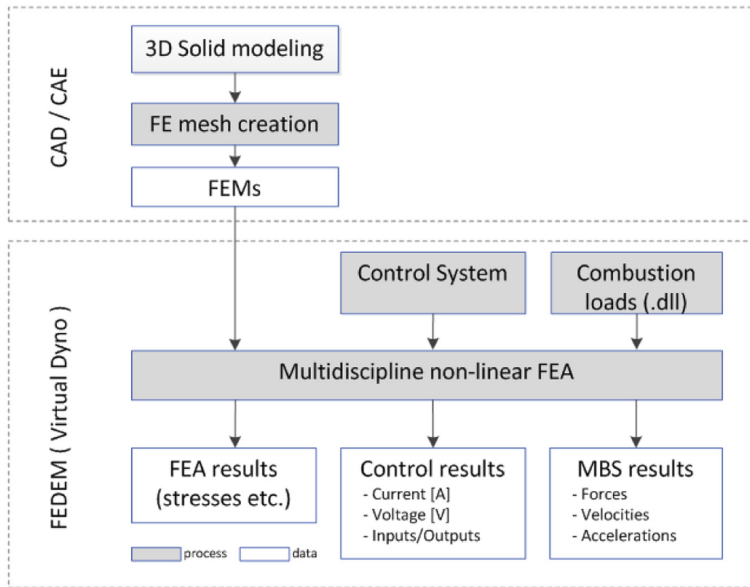 CAD / CAE
3D Solid modeling
FE mesh creation
FEMs
FEDEM ( Virtual Dyno )
Control System
Combustion
loads (.dll)
Multidiscipline non-linear FEA
FEA results
(stresses etc.)
Control results
- Current [A]
- Voltage [V]
- Inputs/Outputs
MBS results
- Forces
- Velocities
- Accelerations
process
data